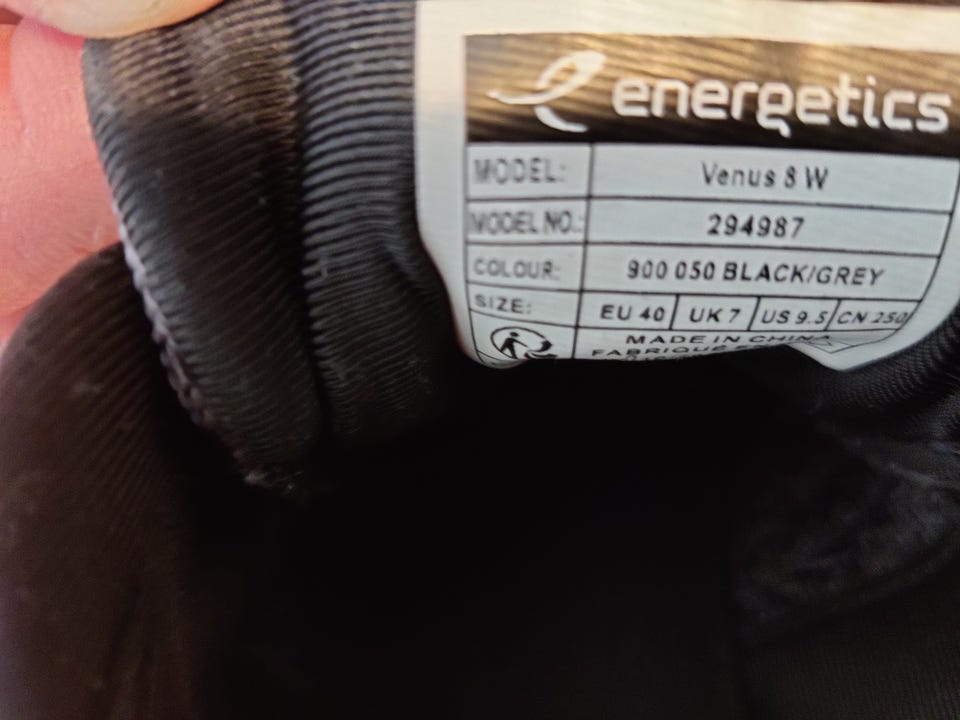 energetics
MODEL: Venus 8 W
MODEL NO.: 294987
COLOUR: 900 050 BLACK/GREY
SIZE: EU 40 UK 7 US 9.5 CN 250
MADE IN CHINA
FABRIQUE